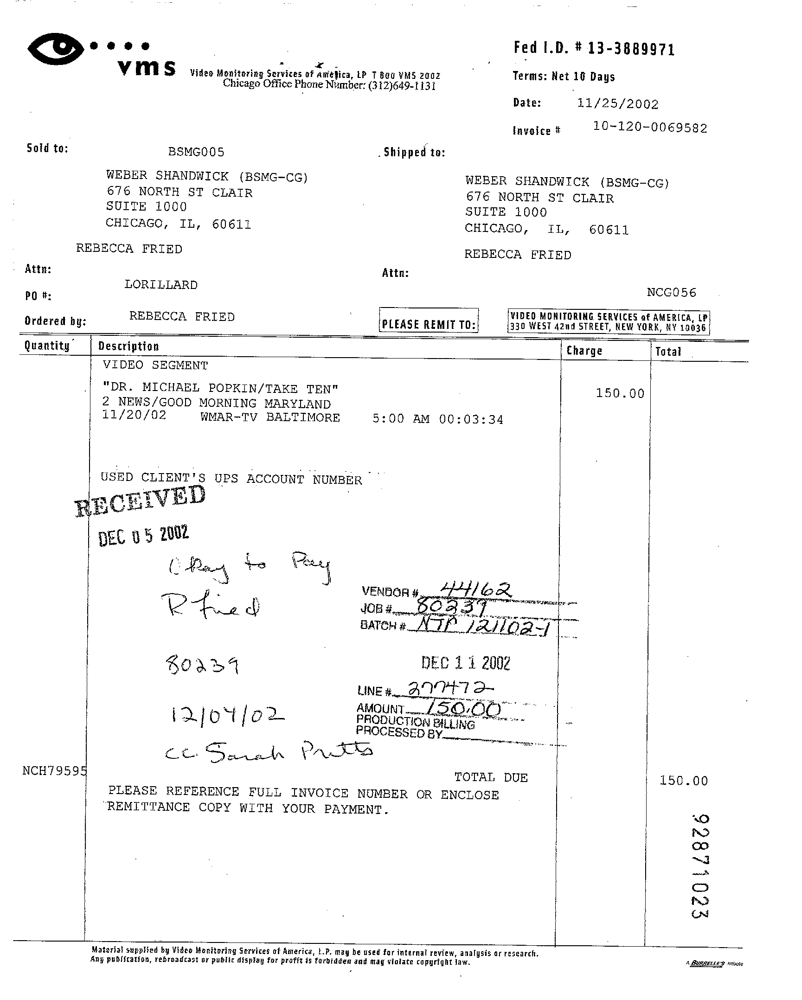 vms
Video Monitoring Services of America, LP T 800 VMS 2002
Chicago Office Phone Number: (312)649-1131
Fed I.D. # 13-3889971
Terms: Net 10 Days
Date: 11/25/2002
Invoice # 10-120-0069582
Sold to: BSMG005
WEBER SHANDWICK (BSMG-CG)
676 NORTH ST CLAIR
SUITE 1000
CHICAGO, IL, 60611
REBECCA FRIED
Attn:
LORILLARD
PO #:
Ordered by: REBECCA FRIED
Shipped to:
WEBER SHANDWICK (BSMG-CG)
676 NORTH ST CLAIR
SUITE 1000
CHICAGO, IL, 60611
REBECCA FRIED
Attn:
NCG056
PLEASE REMIT TO:
VIDEO MONITORING SERVICES of AMERICA, LP
330 WEST 42nd STREET, NEW YORK, NY 10036
Quantity Description Charge Total
VIDEO SEGMENT
"DR. MICHAEL POPKIN/TAKE TEN" 150.00
2 NEWS/GOOD MORNING MARYLAND
11/20/02 WMAR-TV BALTIMORE 5:00 AM 00:03:34
USED CLIENT'S UPS ACCOUNT NUMBER
RECEIVED
DEC 05 2002
Okay to Pay
R Fried
80239
12/04/02
cc. Sarah Pritts
VENDOR # 44162
JOB # 80239
BATCH # NTP 121102-1
DEC 11 2002
LINE # 277472
AMOUNT 150.00
PRODUCTION BILLING
PROCESSED BY
NCH79595
TOTAL DUE 150.00
PLEASE REFERENCE FULL INVOICE NUMBER OR ENCLOSE
REMITTANCE COPY WITH YOUR PAYMENT.
92871023
Material supplied by Video Monitoring Services of America, L.P. may be used for internal review, analysis or research.
Any publication, rebroadcast or public display for profit is forbidden and may violate copyright law.
A BURRELLE'S